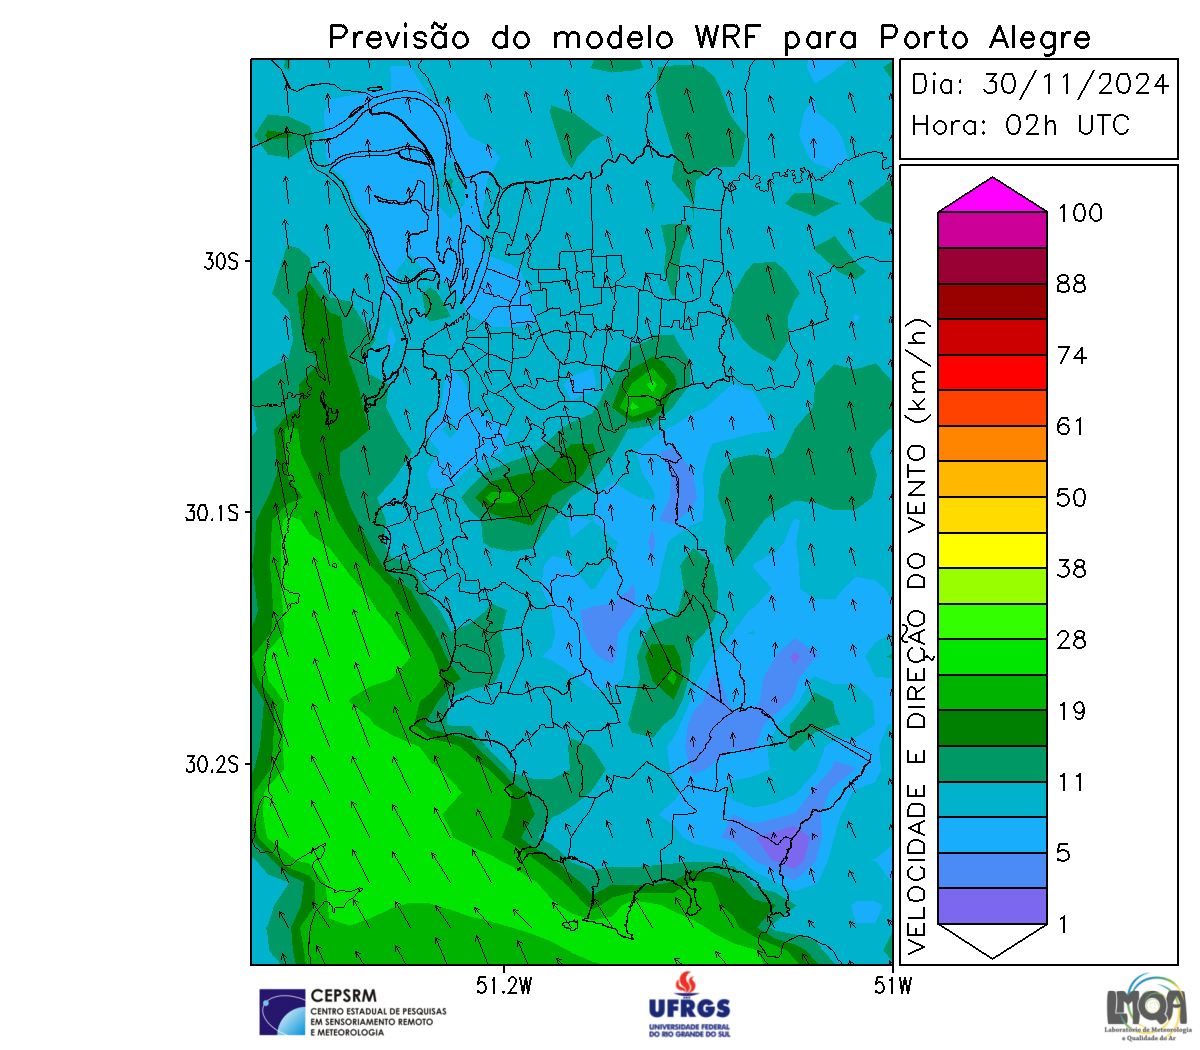 Previsão do modelo WRF para Porto Alegre
Dia: 30/11/2024
Hora: 02h UTC
100
88
74
61
50
38
28
19
11
5
1
VELOCIDADE E DIREÇÃO DO VENTO (km/h)
30S
30.1S
30.2S
51.2W
51W
CEPSRM
CENTRO ESTADUAL DE PESQUISAS
EM SENSORIAMENTO REMOTO
E METEOROLOGIA
UFRGS
UNIVERSIDADE FEDERAL
DO RIO GRANDE DO SUL
LMQA
Laboratório de Meteorologia
e Qualidade do Ar